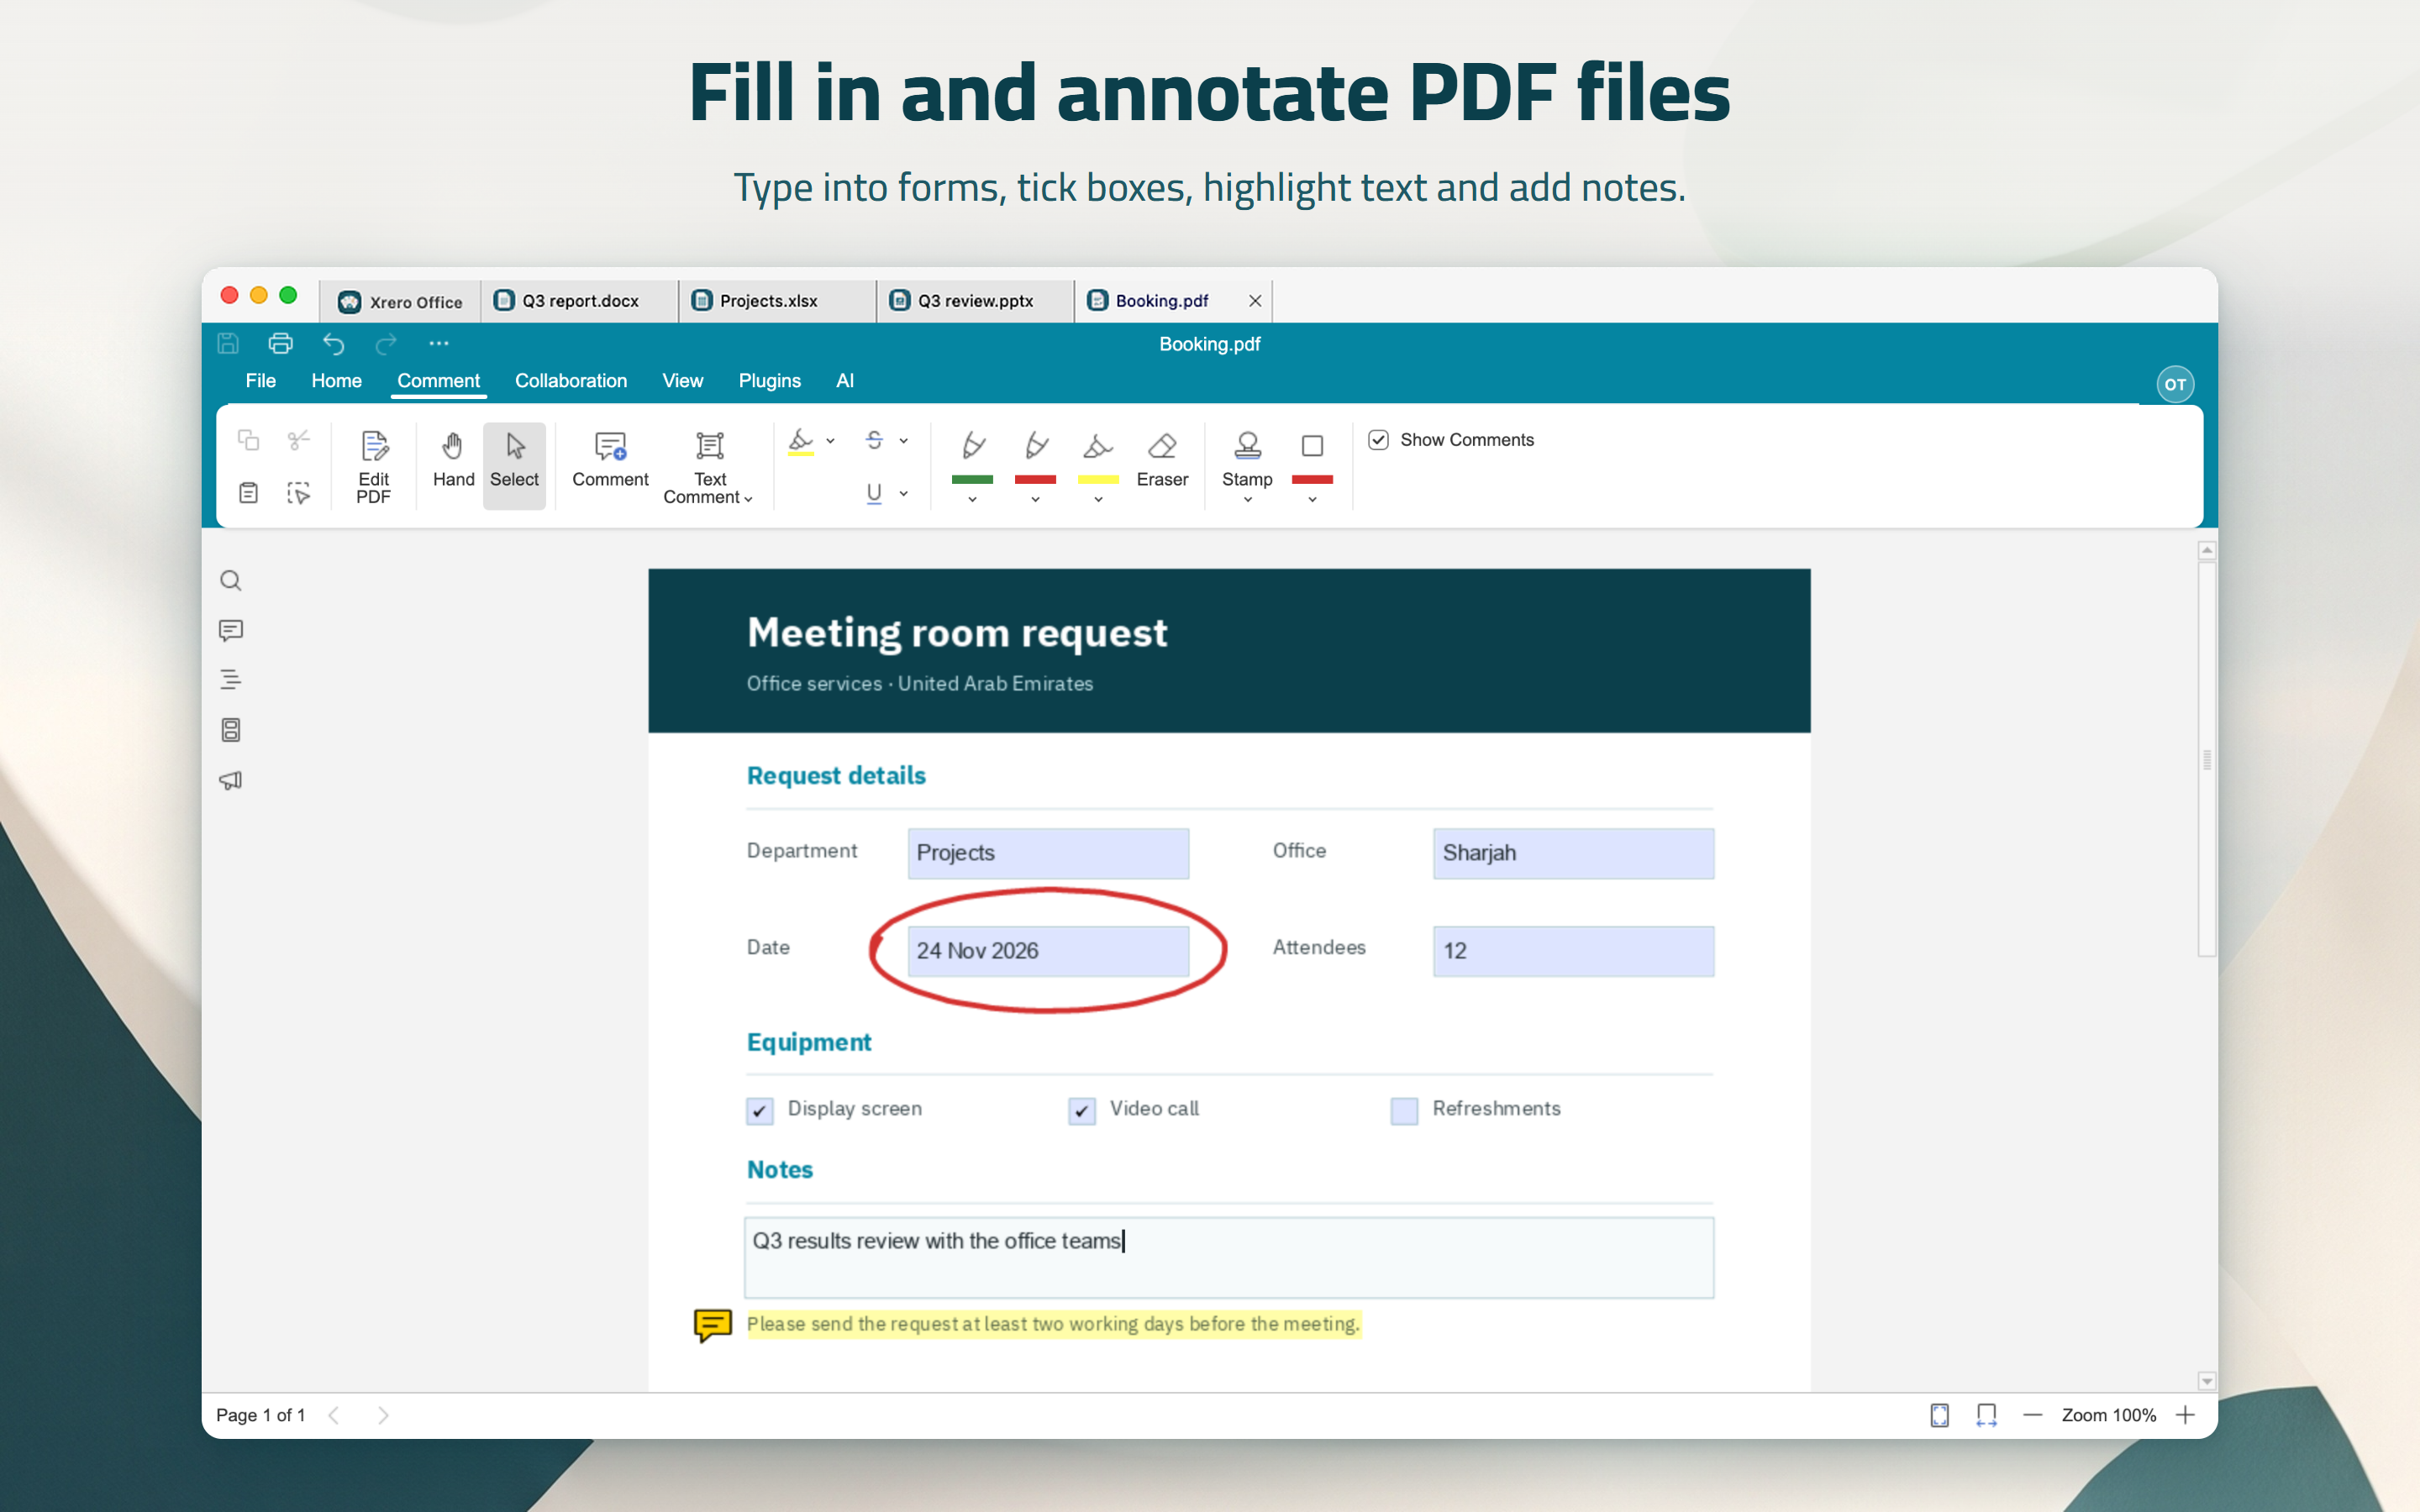 Fill in and annotate PDF files
Type into forms, tick boxes, highlight text and add notes.
Xrero Office
Q3 report.docx
Projects.xlsx
Q3 review.pptx
Booking.pdf
Booking.pdf
File Home Comment Collaboration View Plugins AI
OT
Edit PDF
Hand
Select
Comment
Text Comment
Eraser
Stamp
Show Comments
Meeting room request
Office services · United Arab Emirates
Request details
Department Projects Office Sharjah
Date 24 Nov 2026 Attendees 12
Equipment
Display screen Video call Refreshments
Notes
Q3 results review with the office teams
Please send the request at least two working days before the meeting.
Page 1 of 1
Zoom 100%